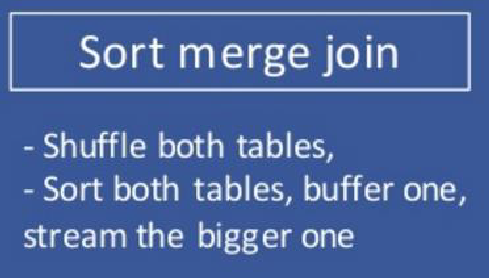 Sort merge join
- Shuffle both tables,
- Sort both tables, buffer one,
stream the bigger one